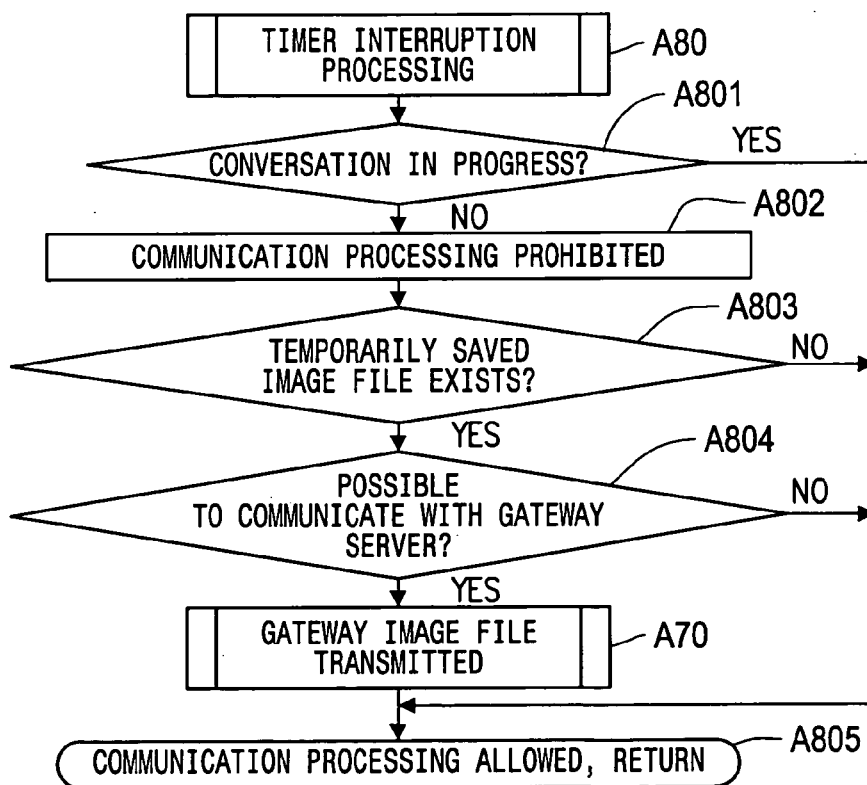 TIMER INTERRUPTION
PROCESSING
A80
A801
CONVERSATION IN PROGRESS?
YES
NO
A802
COMMUNICATION PROCESSING PROHIBITED
A803
TEMPORARILY SAVED
IMAGE FILE EXISTS?
NO
YES
A804
POSSIBLE
TO COMMUNICATE WITH GATEWAY
SERVER?
NO
YES
GATEWAY IMAGE FILE
TRANSMITTED
A70
A805
COMMUNICATION PROCESSING ALLOWED, RETURN